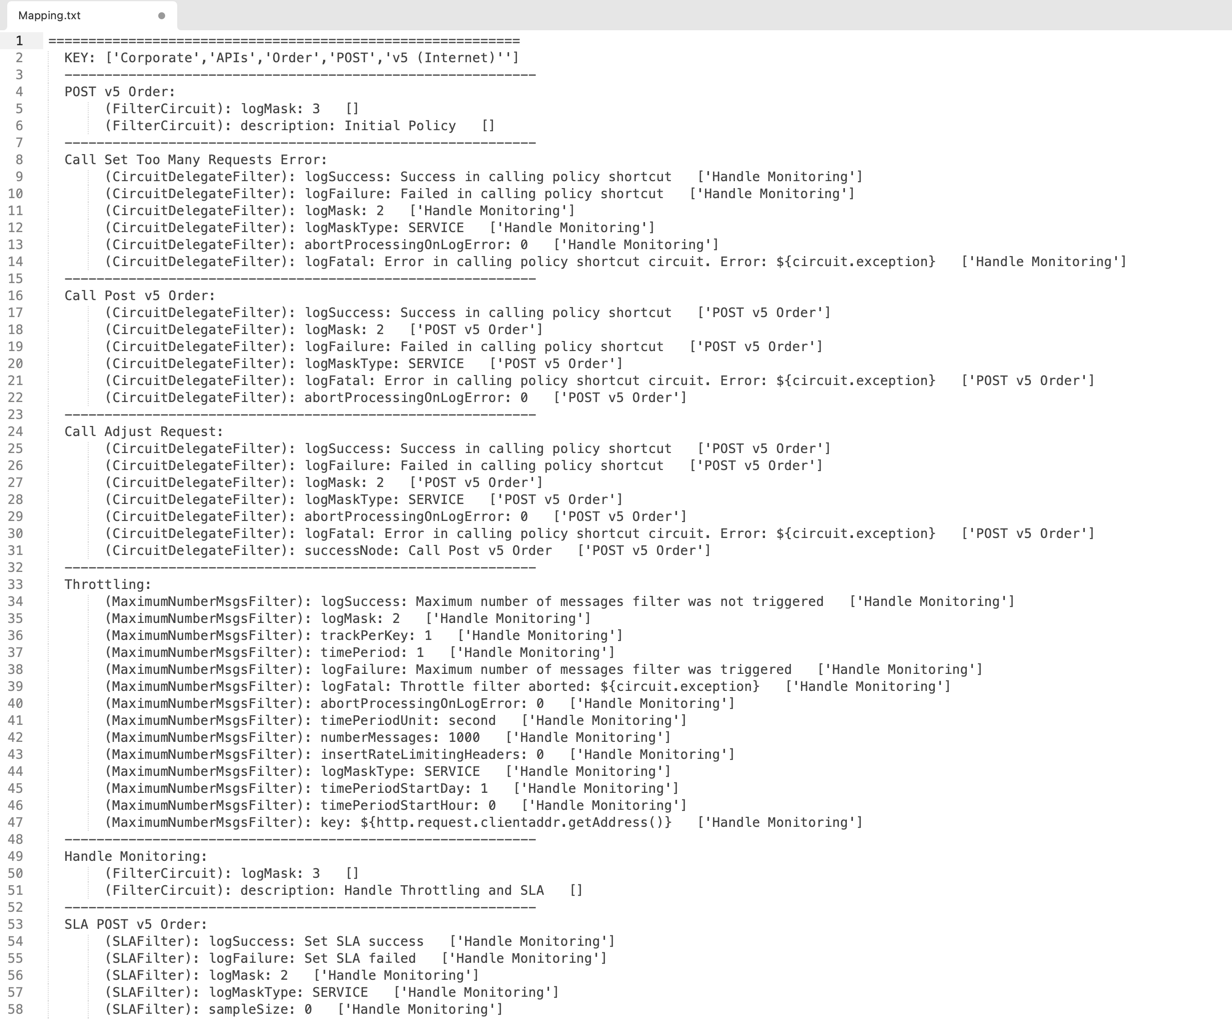 Mapping.txt
1 ===========================================================
2 KEY: ['Corporate','APIs','Order','POST','v5 (Internet)'']
3 -----------------------------------------------------------
4 POST v5 Order:
5 (FilterCircuit): logMask: 3 []
6 (FilterCircuit): description: Initial Policy []
7 -----------------------------------------------------------
8 Call Set Too Many Requests Error:
9 (CircuitDelegateFilter): logSuccess: Success in calling policy shortcut ['Handle Monitoring']
10 (CircuitDelegateFilter): logFailure: Failed in calling policy shortcut ['Handle Monitoring']
11 (CircuitDelegateFilter): logMask: 2 ['Handle Monitoring']
12 (CircuitDelegateFilter): logMaskType: SERVICE ['Handle Monitoring']
13 (CircuitDelegateFilter): abortProcessingOnLogError: 0 ['Handle Monitoring']
14 (CircuitDelegateFilter): logFatal: Error in calling policy shortcut circuit. Error: ${circuit.exception} ['Handle Monitoring']
15 -----------------------------------------------------------
16 Call Post v5 Order:
17 (CircuitDelegateFilter): logSuccess: Success in calling policy shortcut ['POST v5 Order']
18 (CircuitDelegateFilter): logMask: 2 ['POST v5 Order']
19 (CircuitDelegateFilter): logFailure: Failed in calling policy shortcut ['POST v5 Order']
20 (CircuitDelegateFilter): logMaskType: SERVICE ['POST v5 Order']
21 (CircuitDelegateFilter): logFatal: Error in calling policy shortcut circuit. Error: ${circuit.exception} ['POST v5 Order']
22 (CircuitDelegateFilter): abortProcessingOnLogError: 0 ['POST v5 Order']
23 -----------------------------------------------------------
24 Call Adjust Request:
25 (CircuitDelegateFilter): logSuccess: Success in calling policy shortcut ['POST v5 Order']
26 (CircuitDelegateFilter): logFailure: Failed in calling policy shortcut ['POST v5 Order']
27 (CircuitDelegateFilter): logMask: 2 ['POST v5 Order']
28 (CircuitDelegateFilter): logMaskType: SERVICE ['POST v5 Order']
29 (CircuitDelegateFilter): abortProcessingOnLogError: 0 ['POST v5 Order']
30 (CircuitDelegateFilter): logFatal: Error in calling policy shortcut circuit. Error: ${circuit.exception} ['POST v5 Order']
31 (CircuitDelegateFilter): successNode: Call Post v5 Order ['POST v5 Order']
32 -----------------------------------------------------------
33 Throttling:
34 (MaximumNumberMsgsFilter): logSuccess: Maximum number of messages filter was not triggered ['Handle Monitoring']
35 (MaximumNumberMsgsFilter): logMask: 2 ['Handle Monitoring']
36 (MaximumNumberMsgsFilter): trackPerKey: 1 ['Handle Monitoring']
37 (MaximumNumberMsgsFilter): timePeriod: 1 ['Handle Monitoring']
38 (MaximumNumberMsgsFilter): logFailure: Maximum number of messages filter was triggered ['Handle Monitoring']
39 (MaximumNumberMsgsFilter): logFatal: Throttle filter aborted: ${circuit.exception} ['Handle Monitoring']
40 (MaximumNumberMsgsFilter): abortProcessingOnLogError: 0 ['Handle Monitoring']
41 (MaximumNumberMsgsFilter): timePeriodUnit: second ['Handle Monitoring']
42 (MaximumNumberMsgsFilter): numberMessages: 1000 ['Handle Monitoring']
43 (MaximumNumberMsgsFilter): insertRateLimitingHeaders: 0 ['Handle Monitoring']
44 (MaximumNumberMsgsFilter): logMaskType: SERVICE ['Handle Monitoring']
45 (MaximumNumberMsgsFilter): timePeriodStartDay: 1 ['Handle Monitoring']
46 (MaximumNumberMsgsFilter): timePeriodStartHour: 0 ['Handle Monitoring']
47 (MaximumNumberMsgsFilter): key: ${http.request.clientaddr.getAddress()} ['Handle Monitoring']
48 -----------------------------------------------------------
49 Handle Monitoring:
50 (FilterCircuit): logMask: 3 []
51 (FilterCircuit): description: Handle Throttling and SLA []
52 -----------------------------------------------------------
53 SLA POST v5 Order:
54 (SLAFilter): logSuccess: Set SLA success ['Handle Monitoring']
55 (SLAFilter): logFailure: Set SLA failed ['Handle Monitoring']
56 (SLAFilter): logMask: 2 ['Handle Monitoring']
57 (SLAFilter): logMaskType: SERVICE ['Handle Monitoring']
58 (SLAFilter): sampleSize: 0 ['Handle Monitoring']